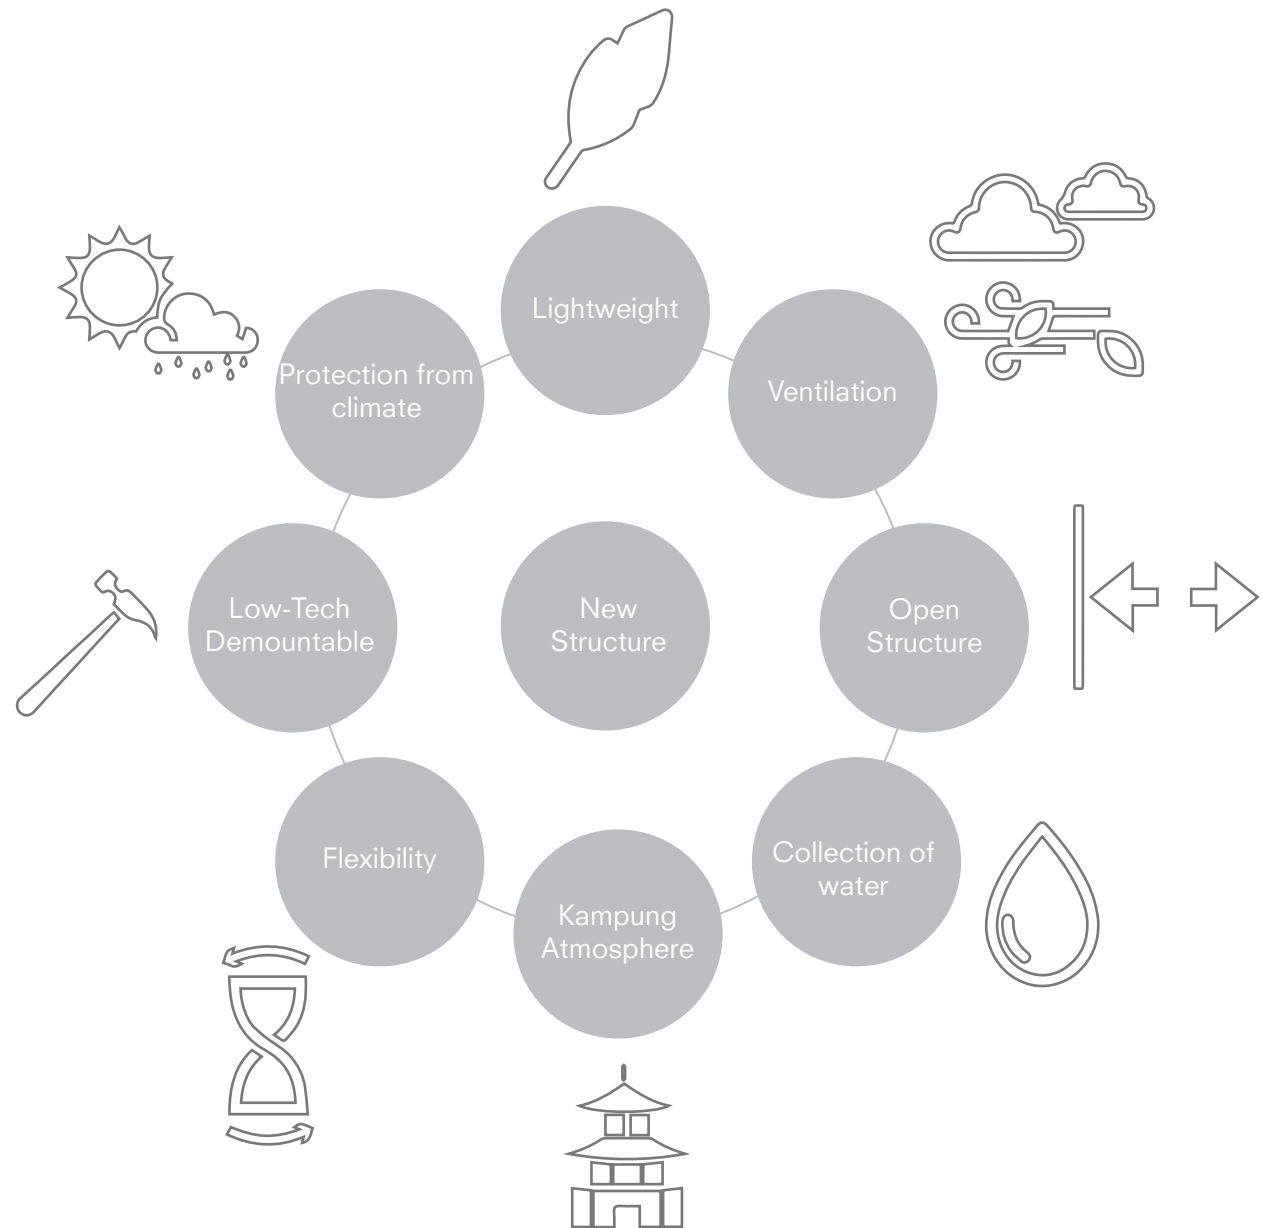 Lightweight
Protection from
climate
Ventilation
Low-Tech
Demountable
New
Structure
Open
Structure
Flexibility
Collection of
water
Kampung
Atmosphere